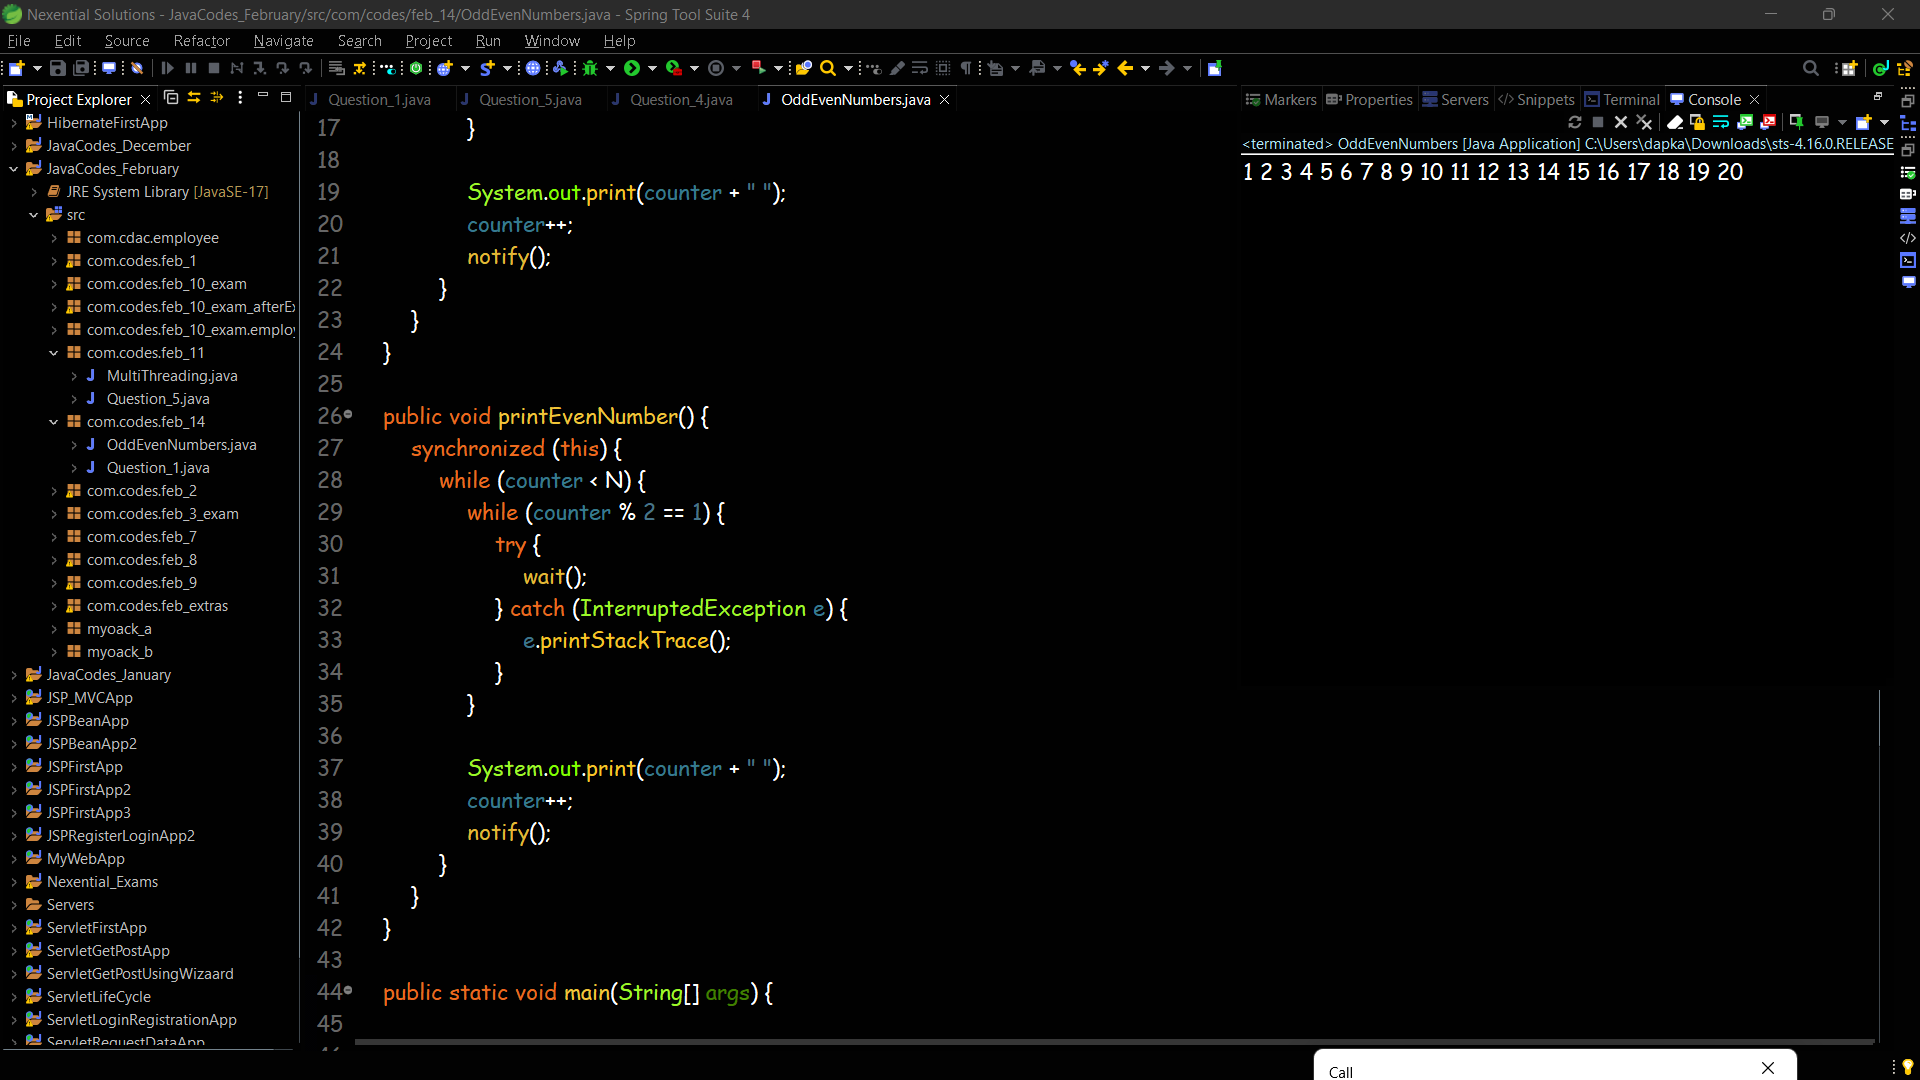 Nexential Solutions - JavaCodes_February/src/com/codes/feb_14/OddEvenNumbers.java - Spring Tool Suite 4
File Edit Source Refactor Navigate Search Project Run Window Help
Project Explorer
HibernateFirstApp
JavaCodes_December
JavaCodes_February
JRE System Library [JavaSE-17]
src
com.cdac.employee
com.codes.feb_1
com.codes.feb_10_exam
com.codes.feb_10_exam_afterEx
com.codes.feb_10_exam.employ
com.codes.feb_11
MultiThreading.java
Question_5.java
com.codes.feb_14
OddEvenNumbers.java
Question_1.java
com.codes.feb_2
com.codes.feb_3_exam
com.codes.feb_7
com.codes.feb_8
com.codes.feb_9
com.codes.feb_extras
myoack_a
myoack_b
JavaCodes_January
JSP_MVCApp
JSPBeanApp
JSPBeanApp2
JSPFirstApp
JSPFirstApp2
JSPFirstApp3
JSPRegisterLoginApp2
MyWebApp
Nexential_Exams
Servers
ServletFirstApp
ServletGetPostApp
ServletGetPostUsingWizaard
ServletLifeCycle
ServletLoginRegistrationApp
ServletRequestDataApp
Question_1.java Question_5.java Question_4.java OddEvenNumbers.java
17 }
18
19 System.out.print(counter + " ");
20 counter++;
21 notify();
22 }
23 }
24 }
25
26 public void printEvenNumber() {
27 synchronized (this) {
28 while (counter < N) {
29 while (counter % 2 == 1) {
30 try {
31 wait();
32 } catch (InterruptedException e) {
33 e.printStackTrace();
34 }
35 }
36
37 System.out.print(counter + " ");
38 counter++;
39 notify();
40 }
41 }
42 }
43
44 public static void main(String[] args) {
45
Markers Properties Servers Snippets Terminal Console
<terminated> OddEvenNumbers [Java Application] C:\Users\dapka\Downloads\sts-4.16.0.RELEASE
1 2 3 4 5 6 7 8 9 10 11 12 13 14 15 16 17 18 19 20
Call